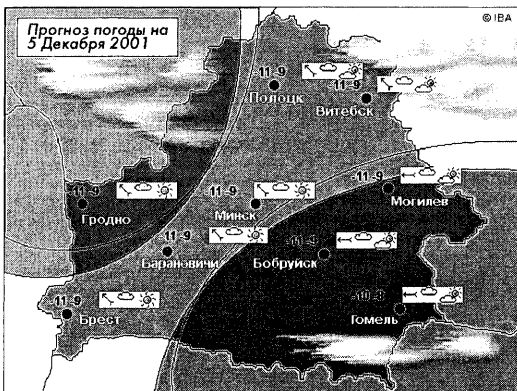 Прогноз погоды на
5 Декабря 2001
© IBA
-11-9
Полоцк
-11-9
Витебск
-11-9
Гродно
-11-9
Минск
Могилев
-11-9
Барановичи
-11-9
Бобруйск
-11-9
Брест
Гомель